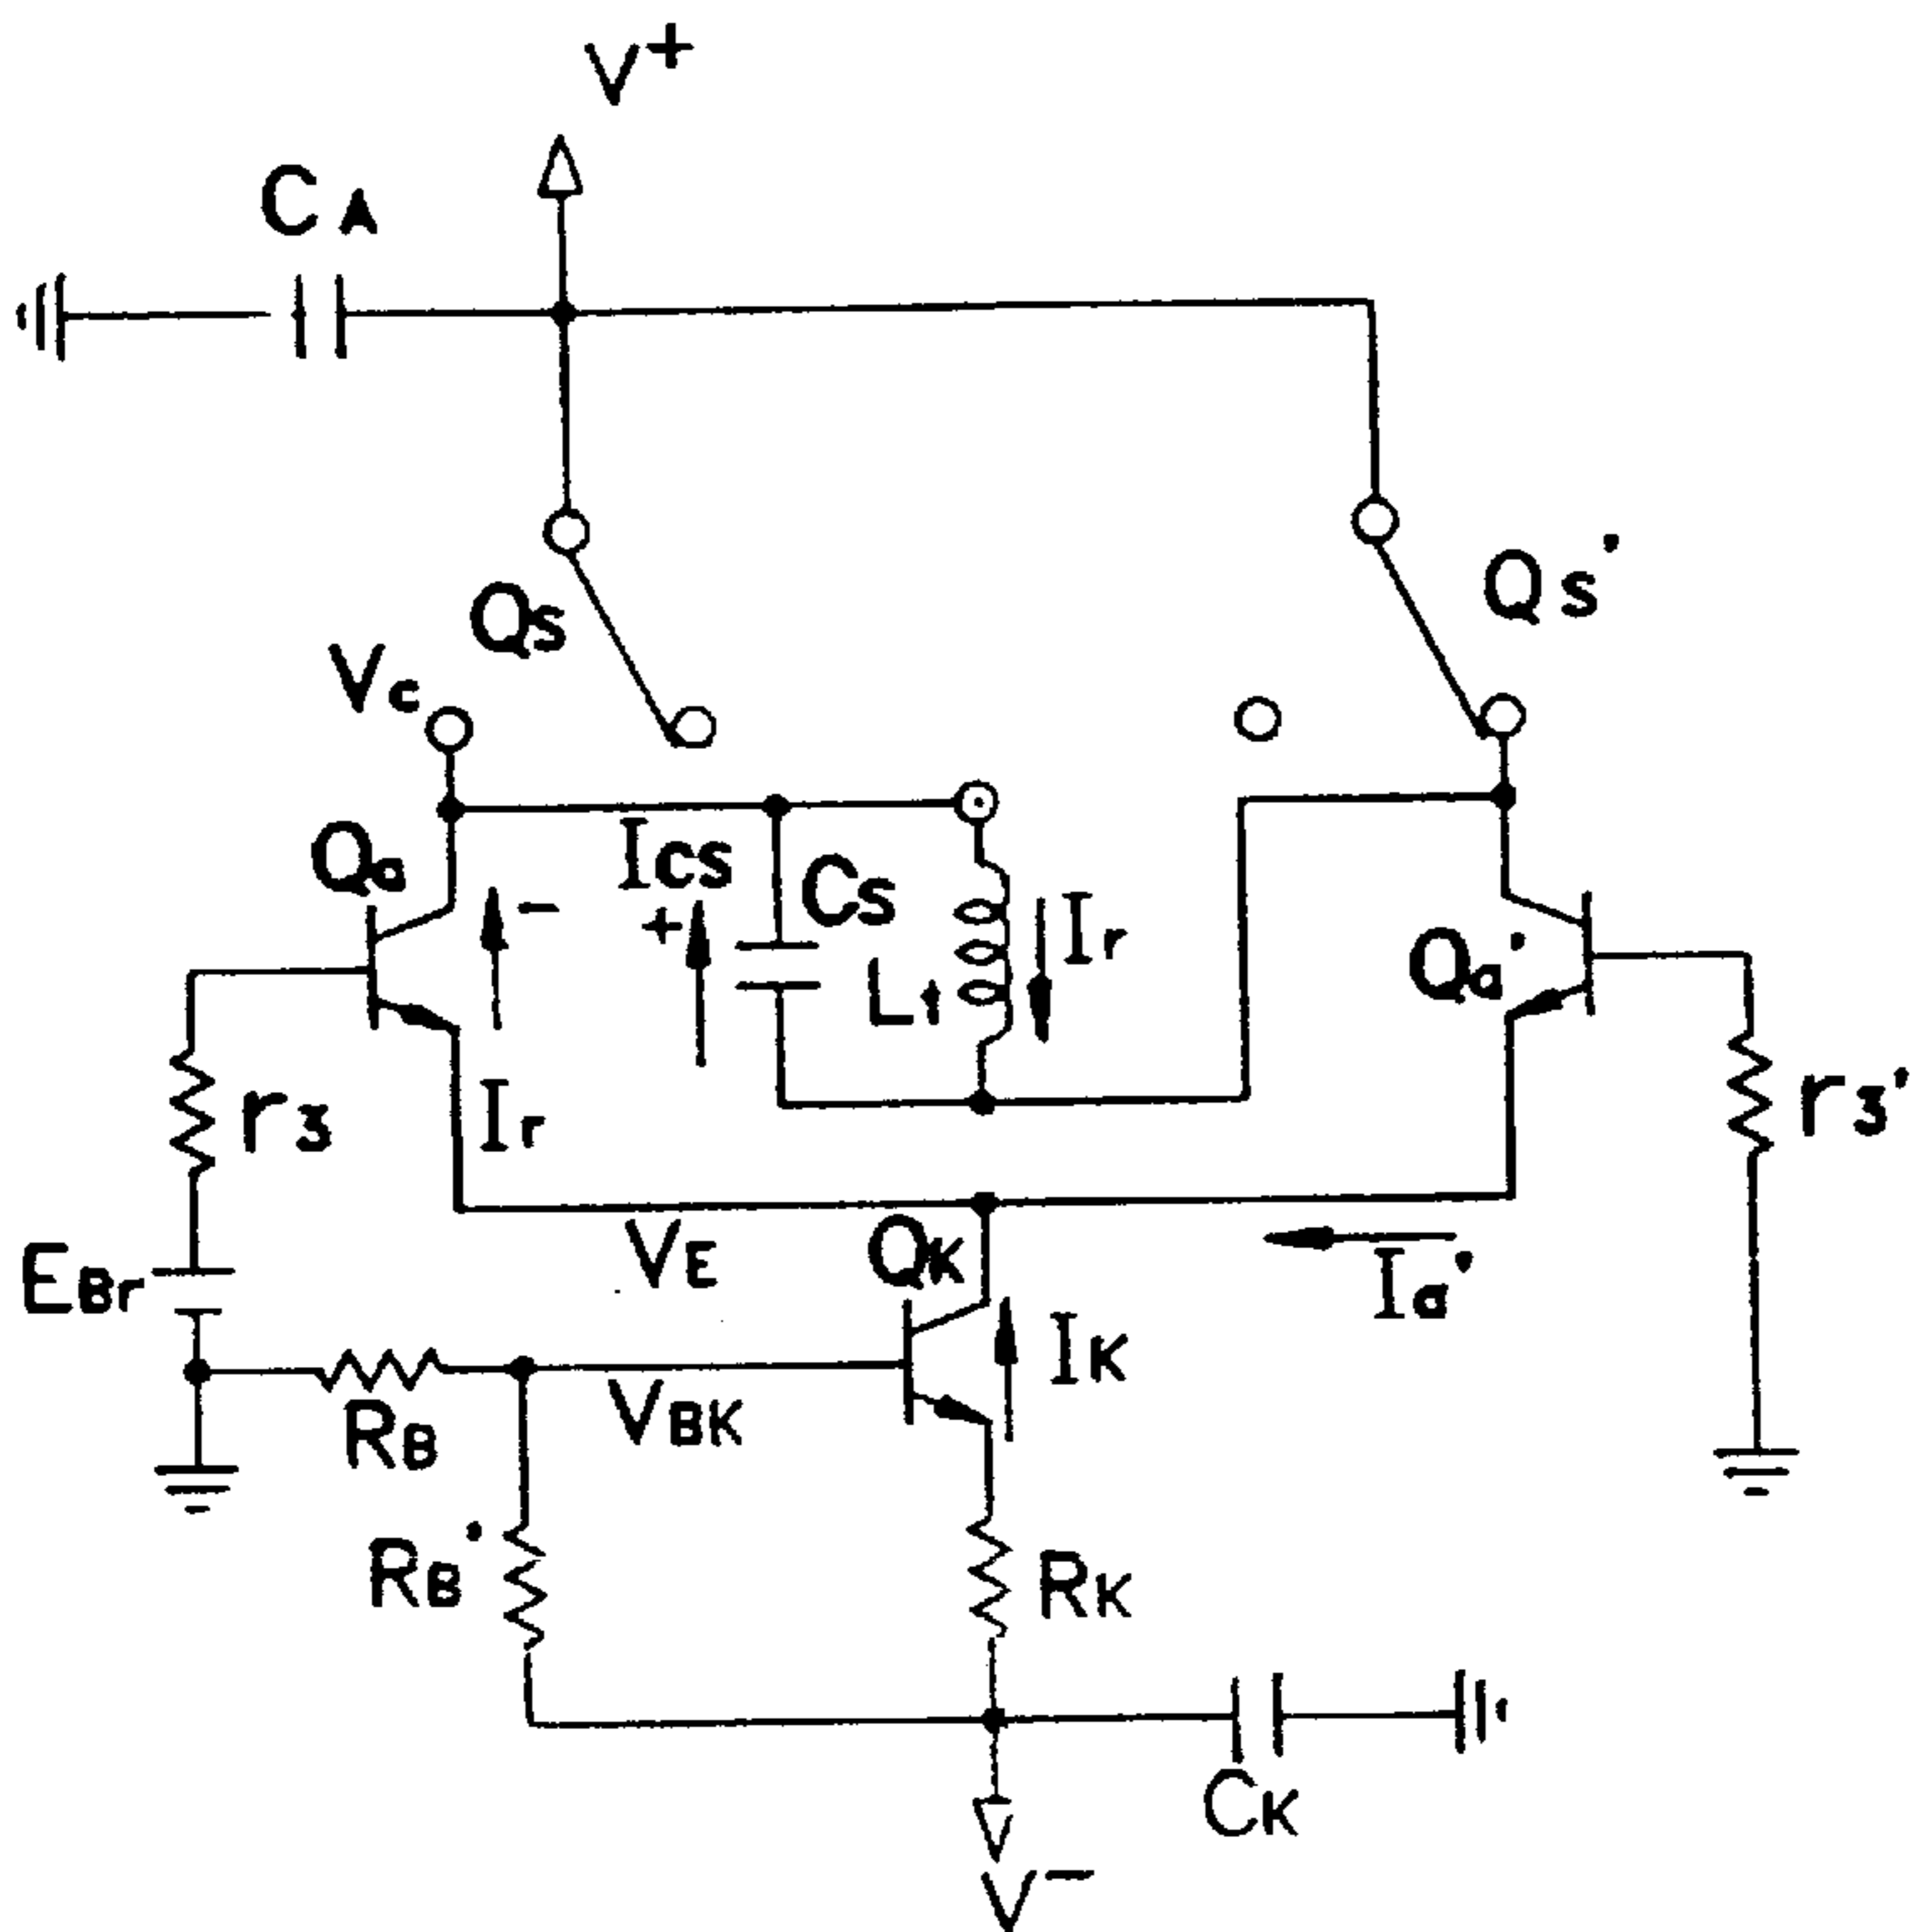 V+
CA
Qs
Qs'
Vc
Qa
-
Ics
+
Cs
Lt
Ir
Qa'
r3
r3'
Ir
VE
QK
Ia'
EBr
IK
RB
VBK
RB'
RK
CK
V-